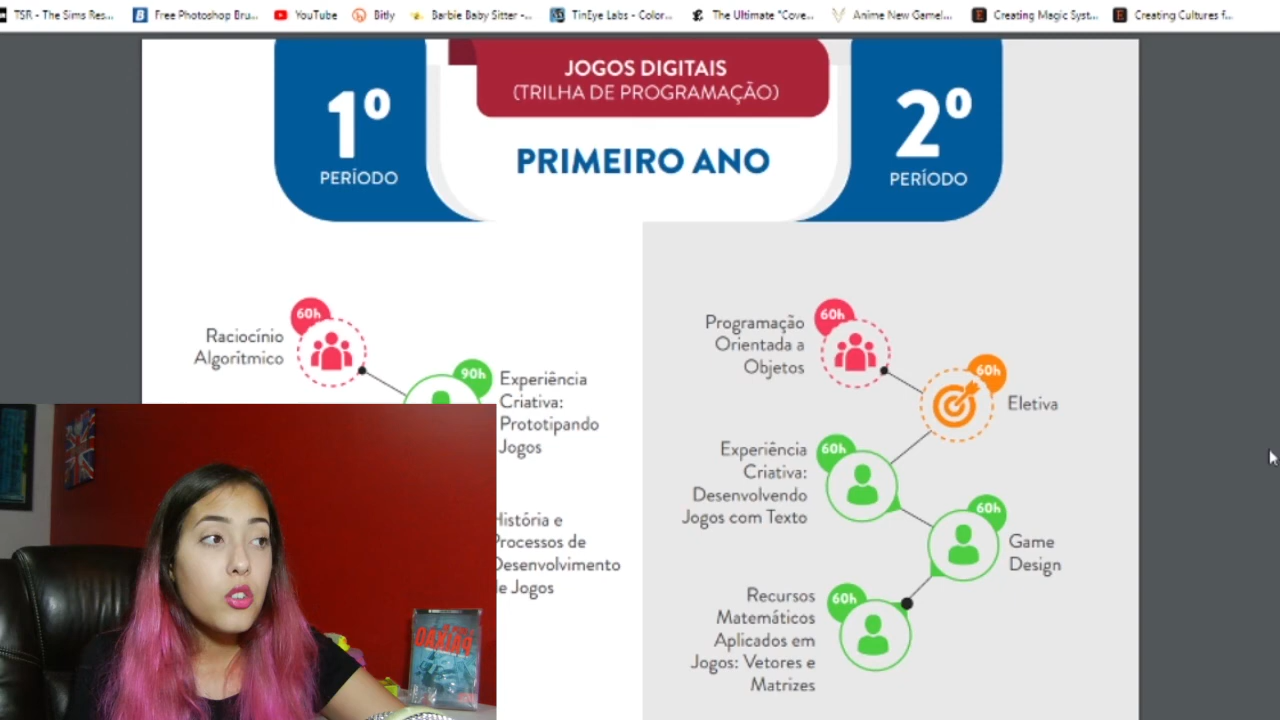 TSR - The Sims Res...
Free Photoshop Bru...
YouTube
Bitly
Barbie Baby Sitter -...
TinEye Labs - Color...
The Ultimate "Cove...
Anime New Gamel...
Creating Magic Syst...
Creating Cultures f...
1º
PERÍODO
JOGOS DIGITAIS
(TRILHA DE PROGRAMAÇÃO)
PRIMEIRO ANO
2º
PERÍODO
60h
Raciocínio
Algorítmico
90h
Experiência
Criativa:
Prototipando
Jogos
História e
Processos de
Desenvolvimento
de Jogos
60h
Programação
Orientada a
Objetos
60h
Eletiva
60h
Experiência
Criativa:
Desenvolvendo
Jogos com Texto
60h
Game
Design
60h
Recursos
Matemáticos
Aplicados em
Jogos: Vetores e
Matrizes